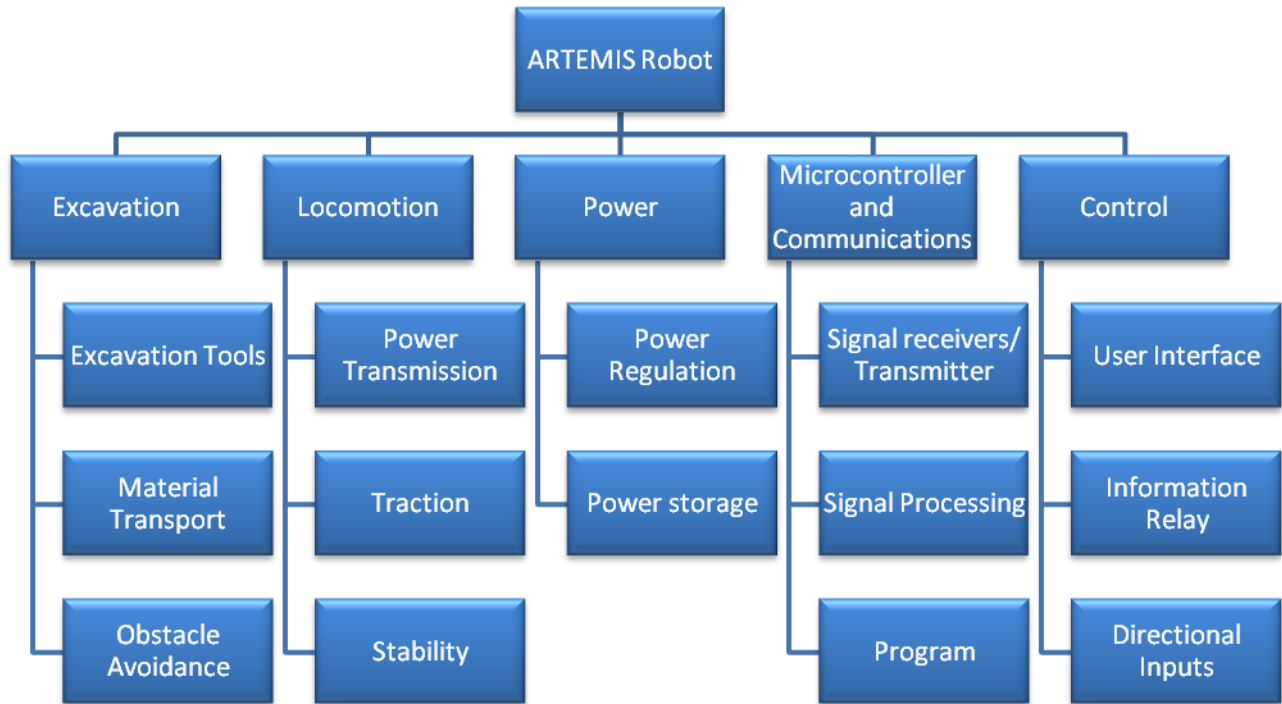 ARTEMIS Robot
Excavation
Locomotion
Power
Microcontroller
and
Communications
Control
Excavation Tools
Power
Transmission
Power
Regulation
Signal receivers/
Transmitter
User Interface
Material
Transport
Traction
Power storage
Signal Processing
Information
Relay
Obstacle
Avoidance
Stability
Program
Directional
Inputs